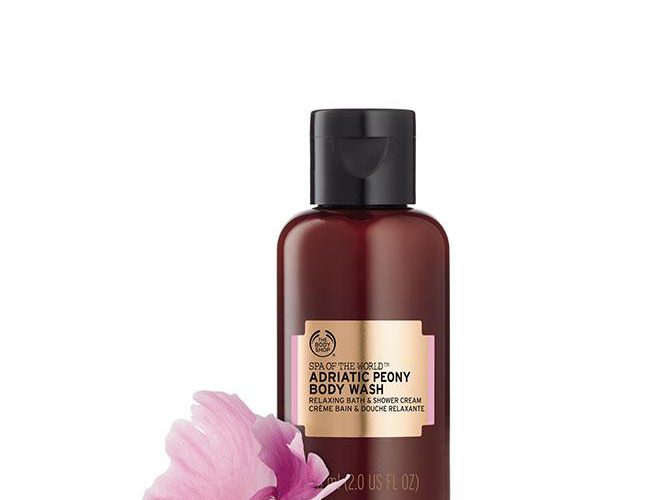 THE
BODY
SHOP
SPA OF THE WORLD™
ADRIATIC PEONY
BODY WASH
RELAXING BATH & SHOWER CREAM
CRÈME BAIN & DOUCHE RELAXANTE
ml (2.0 US FL OZ)